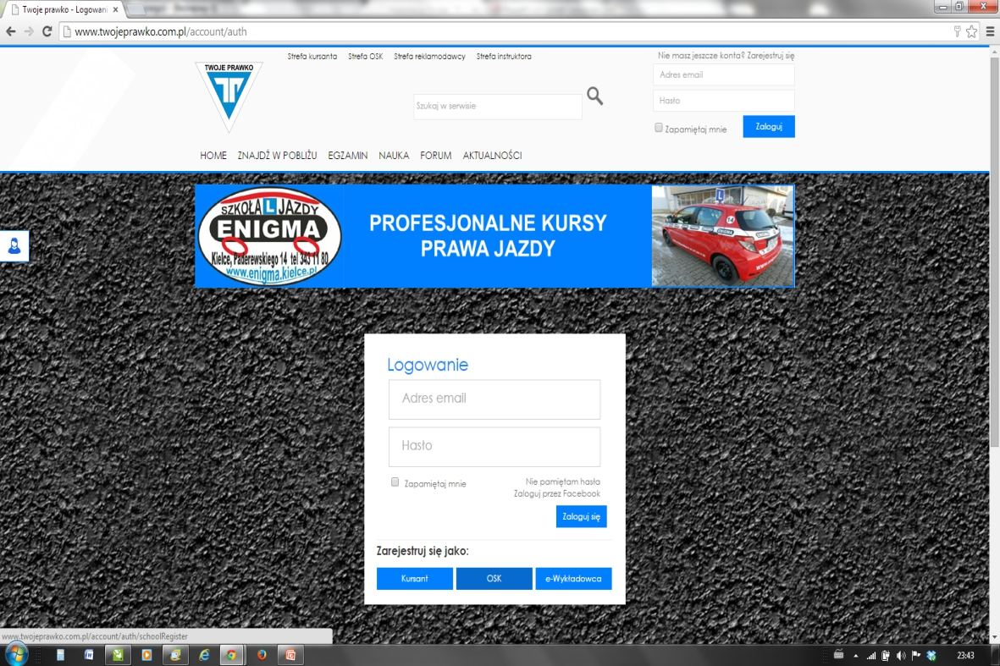 Twoje prawko - Logowani
www.twojeprawko.com.pl/account/auth
Strefa kursanta Strefa OSK Strefa reklamodawcy Strefa instruktora
Nie masz jeszcze konta? Zarejestruj się
TWOJE PRAWKO
Adres email
Szukaj w serwisie
Hasło
Zapamiętaj mnie
Zaloguj
HOME ZNAJDŹ W POBLIŻU EGZAMIN NAUKA FORUM AKTUALNOŚCI
SZKOŁA L JAZDY
ENIGMA
Kielce, Paderewskiego 14 tel 343 11 80
www.enigma.kielce.pl
PROFESJONALNE KURSY
PRAWA JAZDY
L
Logowanie
Adres email
Hasło
Zapamiętaj mnie
Nie pamiętam hasła
Zaloguj przez Facebook
Zaloguj się
Zarejestruj się jako:
Kursant OSK e-Wykładowca
www.twojeprawko.com.pl/account/auth/schoolRegister
23:43